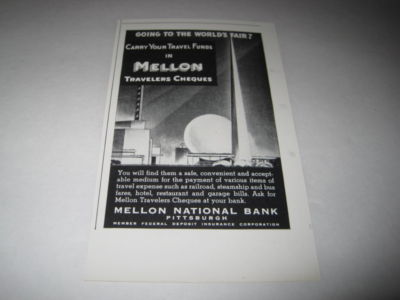 GOING TO THE WORLD'S FAIR?
CARRY YOUR TRAVEL FUNDS
IN
MELLON
TRAVELERS CHEQUES
You will find them a safe, convenient and accept-
able medium for the payment of various items of
travel expense such as railroad, steamship and bus
fares, hotel, restaurant and garage bills. Ask for
Mellon Travelers Cheques at your bank.
MELLON NATIONAL BANK
PITTSBURGH
MEMBER FEDERAL DEPOSIT INSURANCE CORPORATION